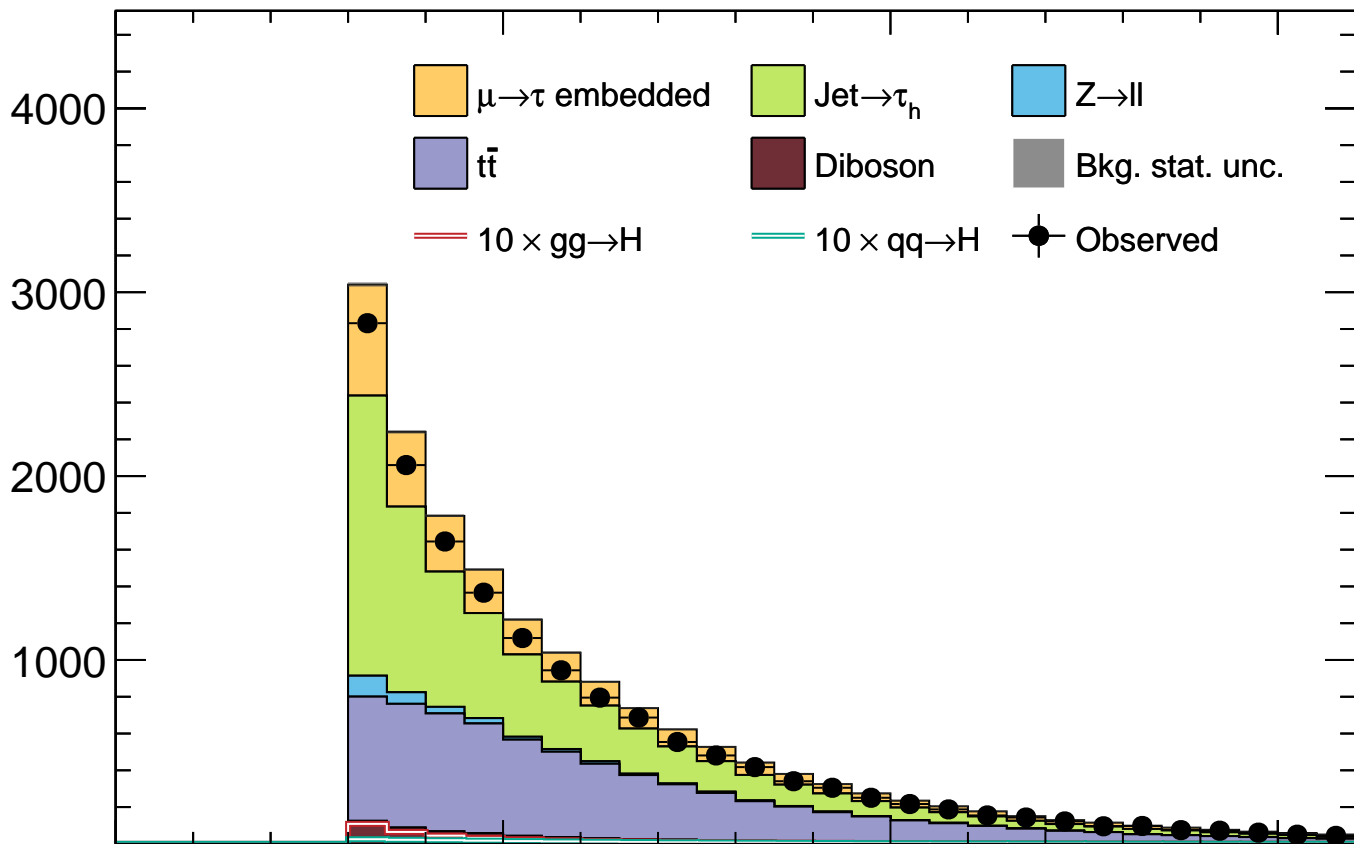 4000
3000
2000
1000
μ→τ embedded Jet→τh Z→ll
tt̄ Diboson Bkg. stat. unc.
10 × gg→H 10 × qq→H Observed